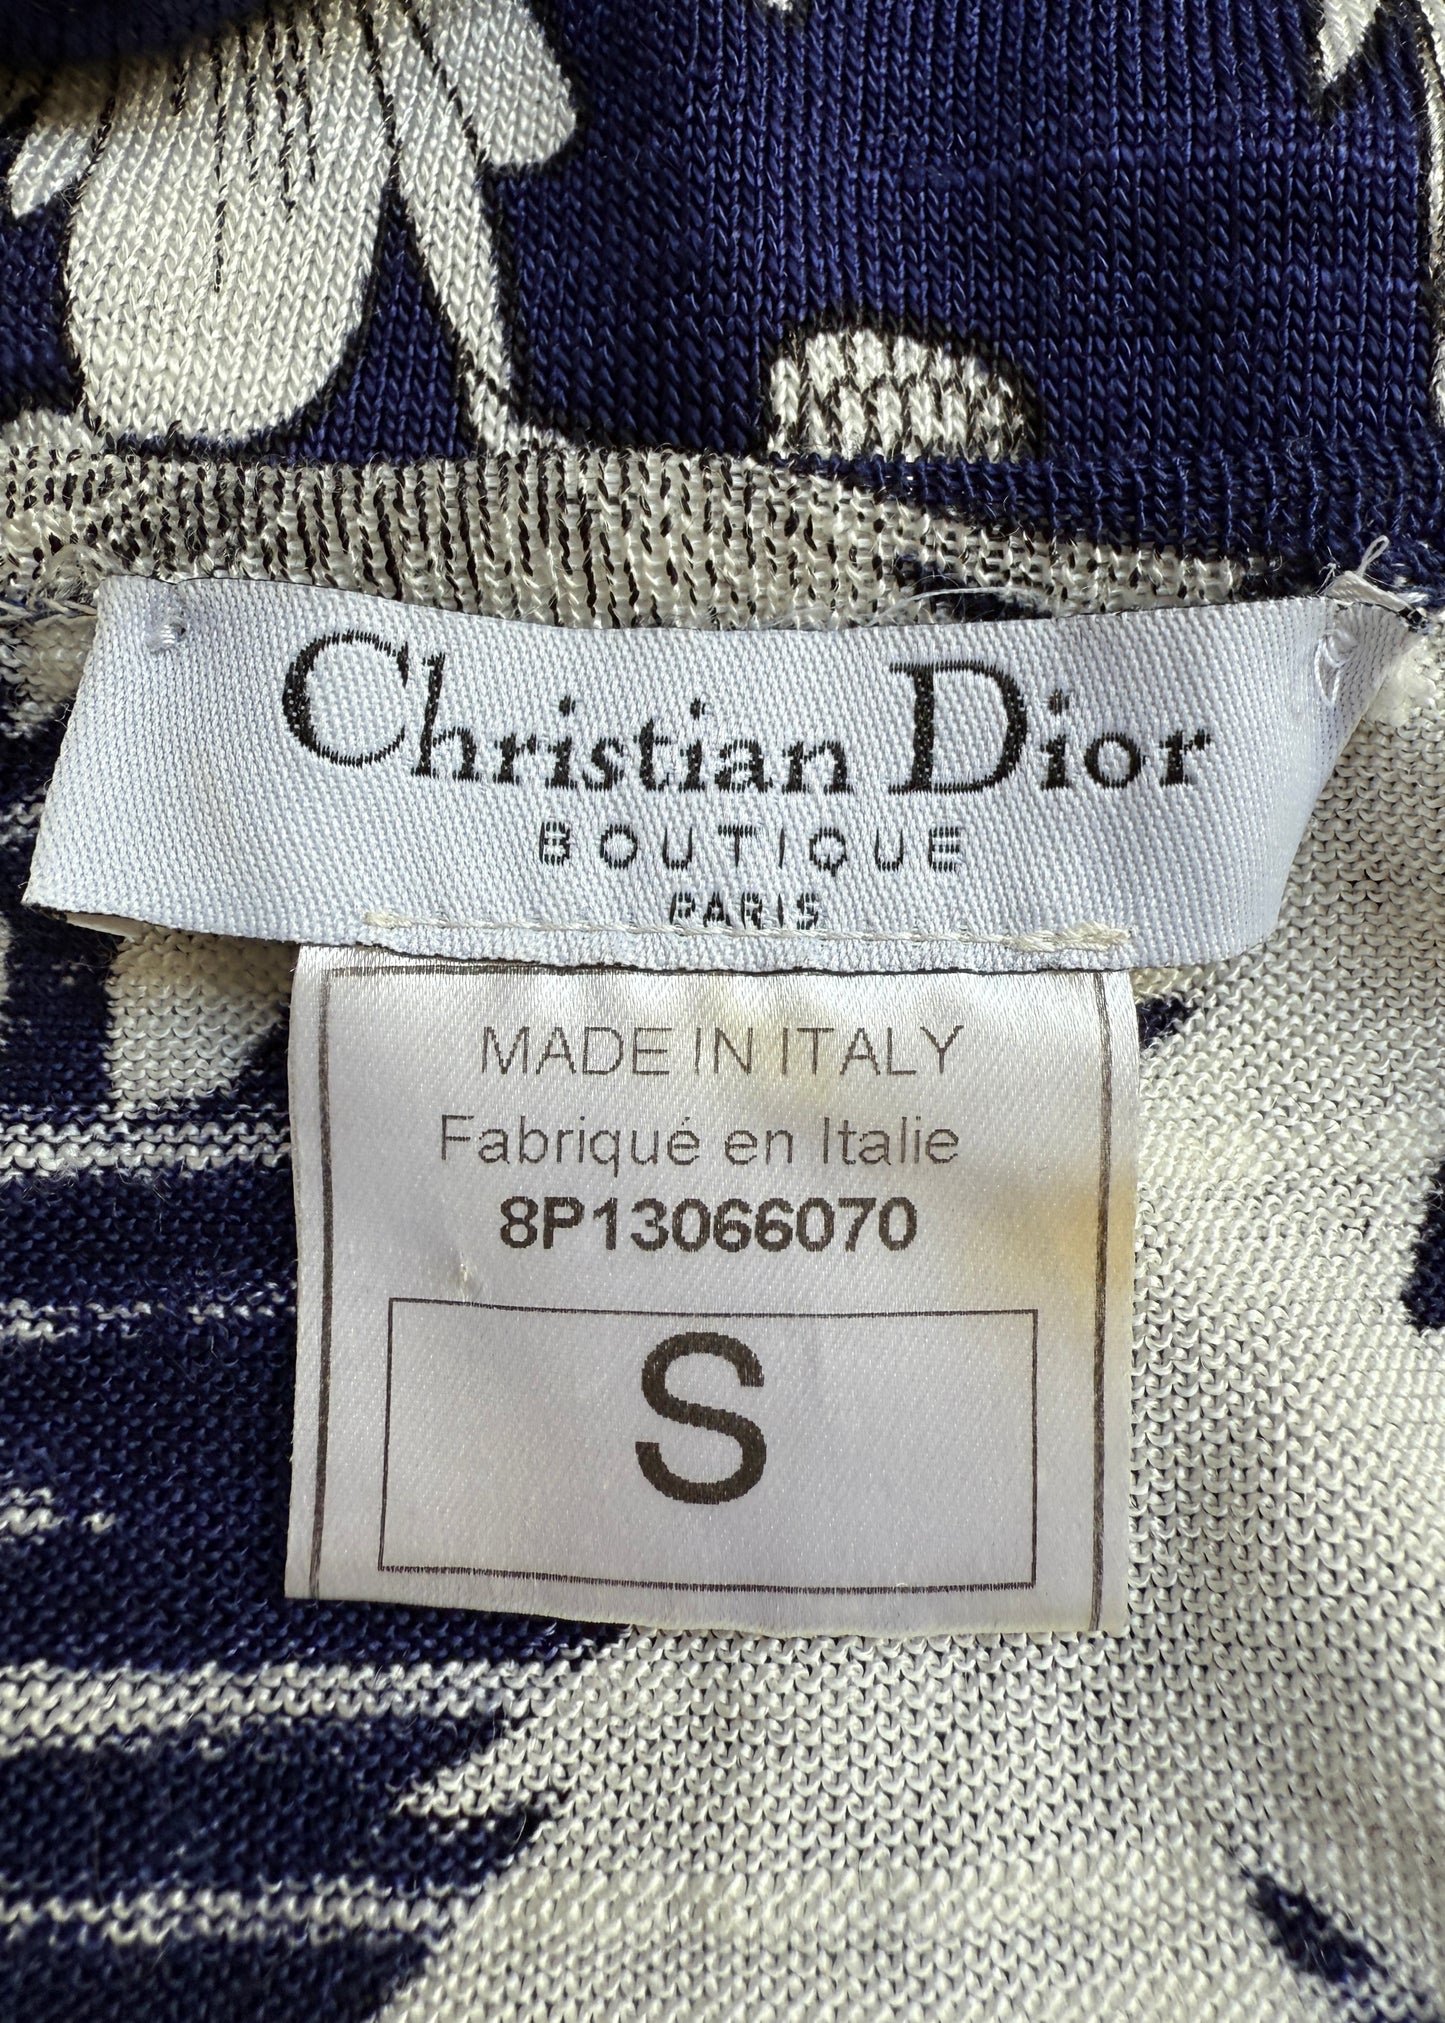 Christian Dior
BOUTIQUE
PARIS
MADE IN ITALY
Fabriqué en Italie
8P13066070
S